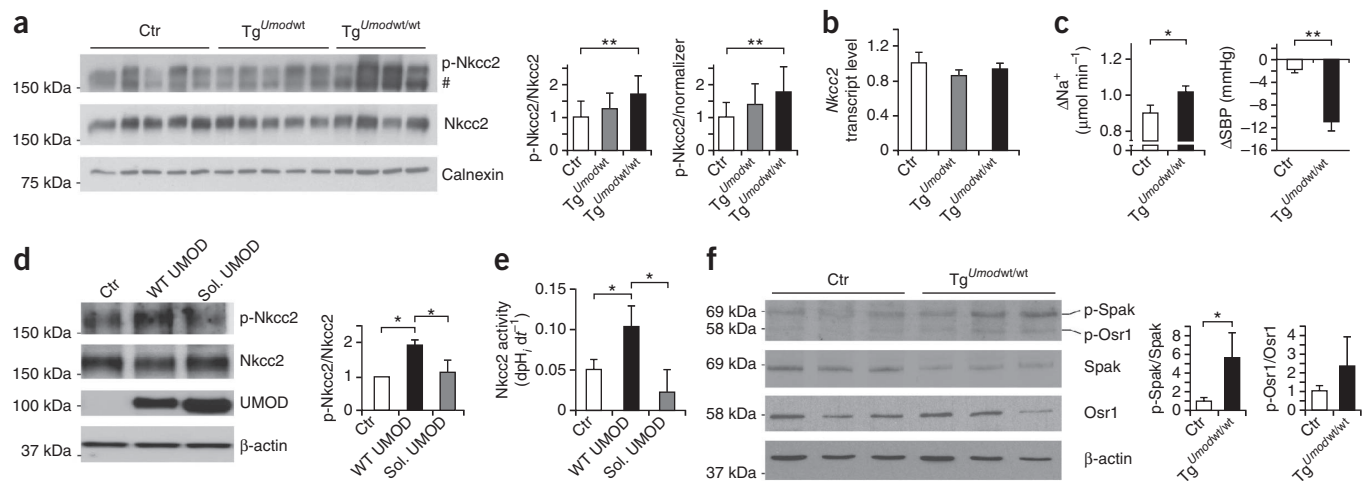 a
Ctr
Tg^Umodwt
Tg^Umodwt/wt
p-Nkcc2
#
150 kDa
Nkcc2
150 kDa
Calnexin
75 kDa
p-Nkcc2/Nkcc2
**
2
1
0
Ctr
Tg^Umodwt
Tg^Umodwt/wt
p-Nkcc2/normalizer
**
2
1
0
Ctr
Tg^Umodwt
Tg^Umodwt/wt
b
Nkcc2
transcript level
1.2
0.8
0.4
0
Ctr
Tg^Umodwt
Tg^Umodwt/wt
c
ΔNa+
(μmol min−1)
*
1.2
1.0
0.8
0
Ctr
Tg^Umodwt/wt
ΔSBP (mmHg)
**
0
−4
−8
−12
−16
Ctr
Tg^Umodwt/wt
d
Ctr
WT UMOD
Sol. UMOD
p-Nkcc2
150 kDa
Nkcc2
150 kDa
100 kDa
UMOD
β-actin
37 kDa
p-Nkcc2/Nkcc2
* *
2
1
0
Ctr
WT UMOD
Sol. UMOD
e
Nkcc2 activity
(dpHi dt−1)
* *
0.15
0.10
0.05
0
Ctr
WT UMOD
Sol. UMOD
f
Ctr
Tg^Umodwt/wt
69 kDa
p-Spak
58 kDa
p-Osr1
69 kDa
Spak
58 kDa
Osr1
β-actin
37 kDa
p-Spak/Spak
*
8
6
4
2
0
Ctr
Tg^Umodwt/wt
p-Osr1/Osr1
5
4
3
2
1
0
Ctr
Tg^Umodwt/wt